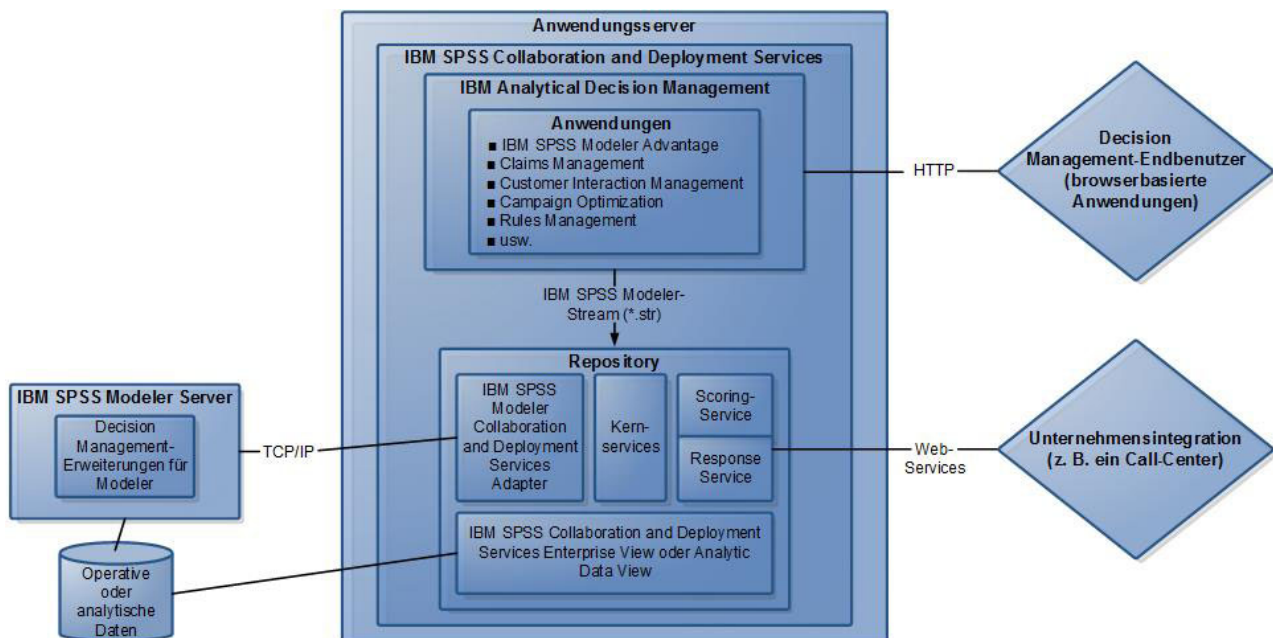 Anwendungsserver
IBM SPSS Collaboration and Deployment Services
IBM Analytical Decision Management
Anwendungen
■ IBM SPSS Modeler Advantage
■ Claims Management
■ Customer Interaction Management
■ Campaign Optimization
■ Rules Management
■ usw.
HTTP
Decision
Management-Endbenutzer
(browserbasierte
Anwendungen)
IBM SPSS Modeler-
Stream (*.str)
Repository
IBM SPSS
Modeler
Collaboration
and Deployment
Services
Adapter
Kern-
services
Scoring-
Service
Response
Service
IBM SPSS Collaboration and Deployment
Services Enterprise View oder Analytic
Data View
IBM SPSS Modeler Server
Decision
Management-
Erweiterungen für
Modeler
TCP/IP
Operative
oder
analytische
Daten
Web-
Services
Unternehmensintegration
(z. B. ein Call-Center)